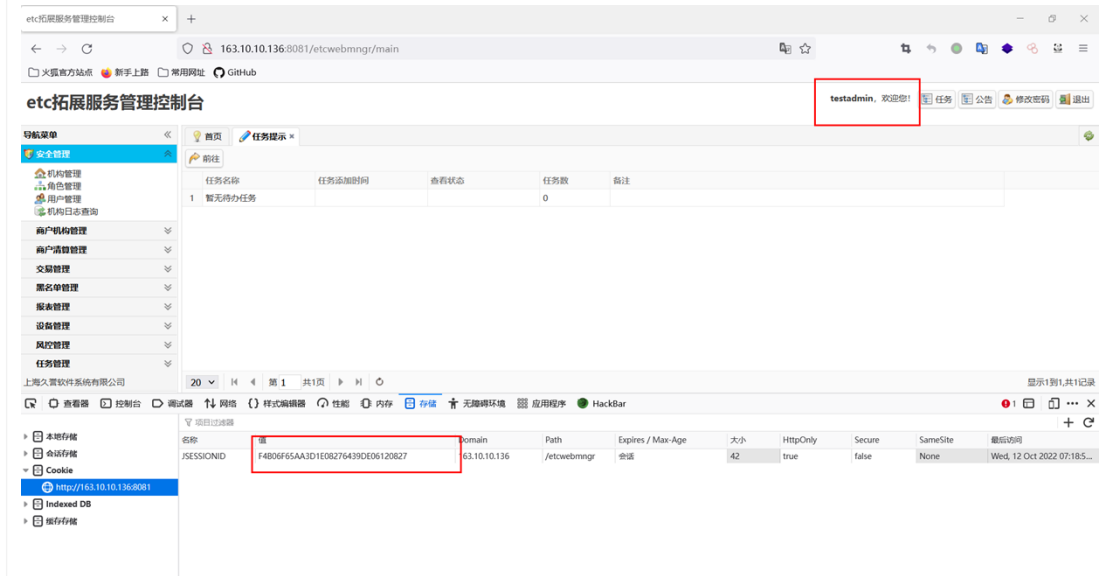 etc拓展服务管理控制台
163.10.10.136:8081/etcwebmngr/main
火狐官方站点 新手上路 常用网址 GitHub
etc拓展服务管理控制台
testadmin，欢迎您! 任务 公告 修改密码 退出
导航菜单 首页 任务提示
安全管理
前往
机构管理
角色管理
用户管理
机构日志查询
任务名称 任务添加时间 查看状态 任务数 备注
1 暂无待办任务 0
商户机构管理
商户清算管理
交易管理
黑名单管理
报表管理
设备管理
风控管理
任务管理
上海久誉软件系统有限公司
20 第 1 共1页 显示1到1,共1记录
查看器 控制台 调试器 网络 样式编辑器 性能 内存 存储 无障碍环境 应用程序 HackBar 1
项目过滤器
本地存储
会话存储
Cookie
http://163.10.10.136:8081
Indexed DB
缓存存储
名称 值 Domain Path Expires / Max-Age 大小 HttpOnly Secure SameSite 最后访问
JSESSIONID F4B06F65AA3D1E08276439DE06120827 163.10.10.136 /etcwebmngr 会话 42 true false None Wed, 12 Oct 2022 07:18:5...